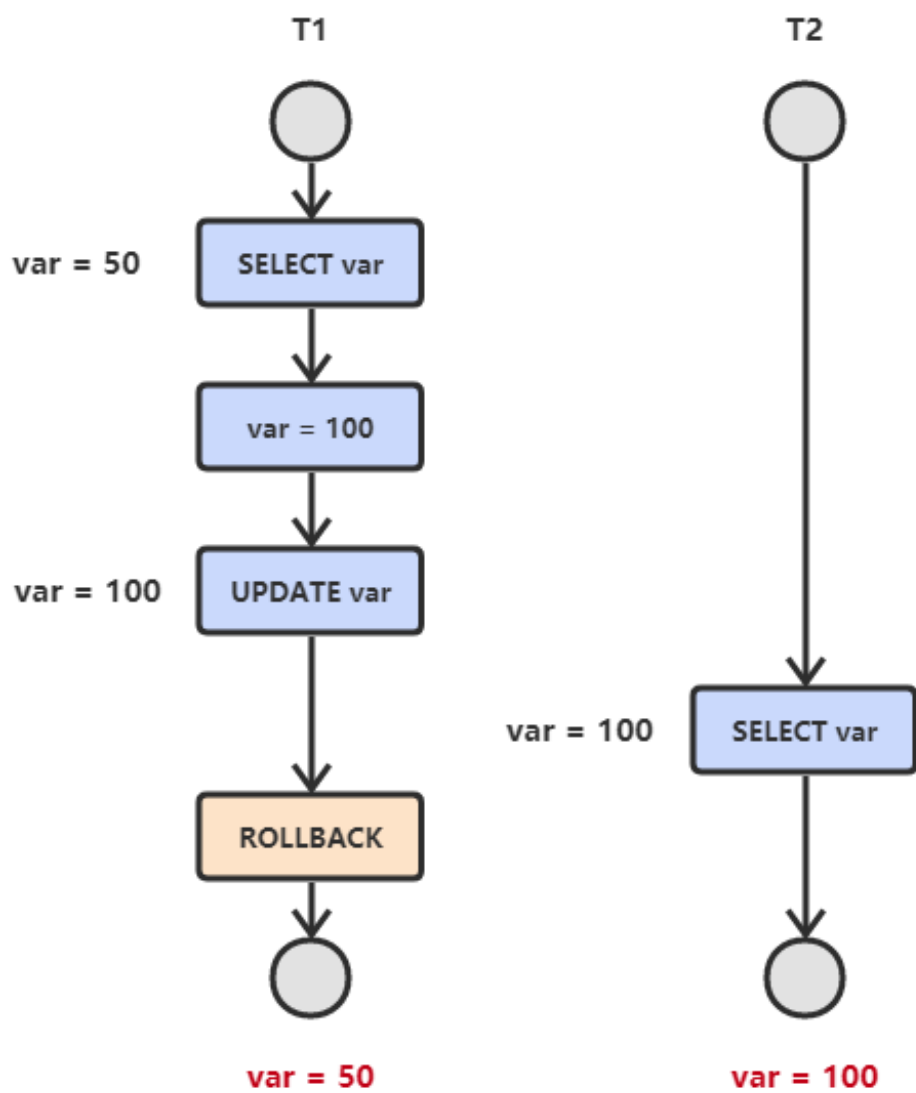 T1
T2
var = 50
SELECT var
var = 100
var = 100
UPDATE var
var = 100
SELECT var
ROLLBACK
var = 50
var = 100